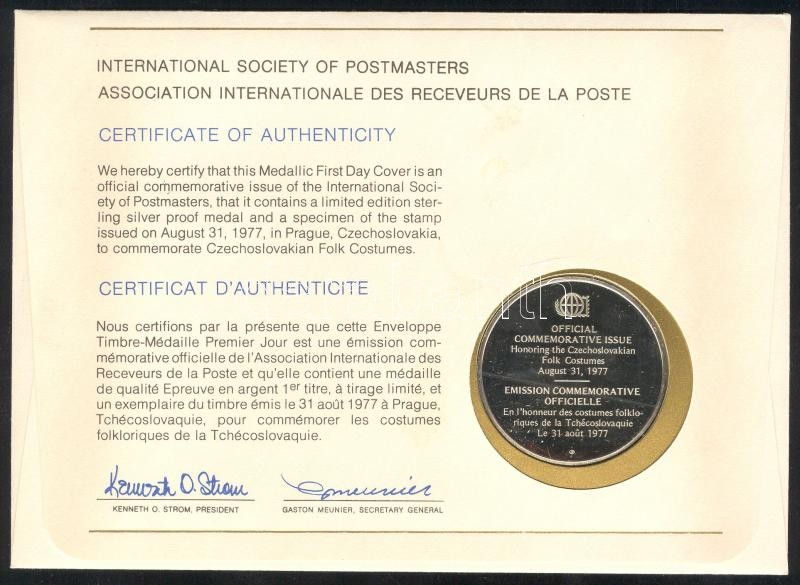 INTERNATIONAL SOCIETY OF POSTMASTERS
ASSOCIATION INTERNATIONALE DES RECEVEURS DE LA POSTE
CERTIFICATE OF AUTHENTICITY
We hereby certify that this Medallic First Day Cover is an
official commemorative issue of the International Soci-
ety of Postmasters, that it contains a limited edition ster-
ling silver proof medal and a specimen of the stamp
issued on August 31, 1977, in Prague, Czechoslovakia,
to commemorate Czechoslovakian Folk Costumes.
CERTIFICAT D'AUTHENTICITE
Nous certifions par la présente que cette Enveloppe
Timbre-Médaille Premier Jour est une émission com-
mémorative officielle de l'Association Internationale des
Receveurs de la Poste et qu'elle contient une médaille
de qualité Epreuve en argent 1er titre, à tirage limité, et
un exemplaire du timbre émis le 31 août 1977 à Prague,
Tchécoslovaquie, pour commémorer les costumes
folkloriques de la Tchécoslovaquie.
Kenneth O. Strom
G. Meunier
KENNETH O. STROM, PRESIDENT
GASTON MEUNIER, SECRETARY GENERAL
OFFICIAL
COMMEMORATIVE ISSUE
Honoring the Czechoslovakian
Folk Costumes
August 31, 1977
EMISSION COMMEMORATIVE
OFFICIELLE
En l'honneur des costumes folklo-
riques de la Tchécoslovaquie
Le 31 août 1977